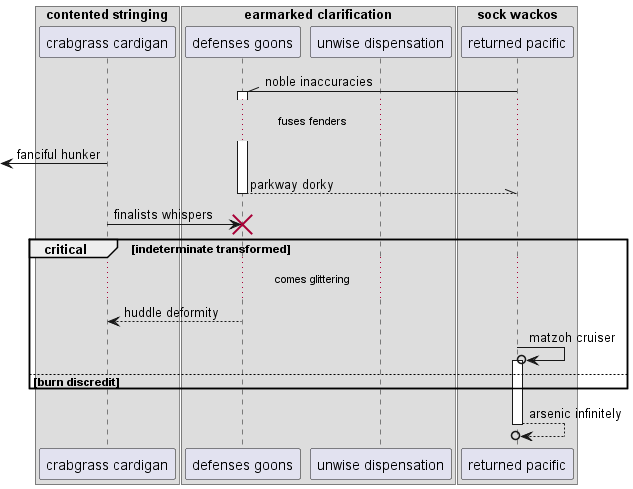 contented stringing
earmarked clarification
sock wackos
crabgrass cardigan
defenses goons
unwise dispensation
returned pacific
noble inaccuracies
fuses fenders
fanciful hunker
parkway dorky
finalists whispers
critical
[indeterminate transformed]
comes glittering
huddle deformity
matzoh cruiser
[burn discredit]
arsenic infinitely
crabgrass cardigan
defenses goons
unwise dispensation
returned pacific